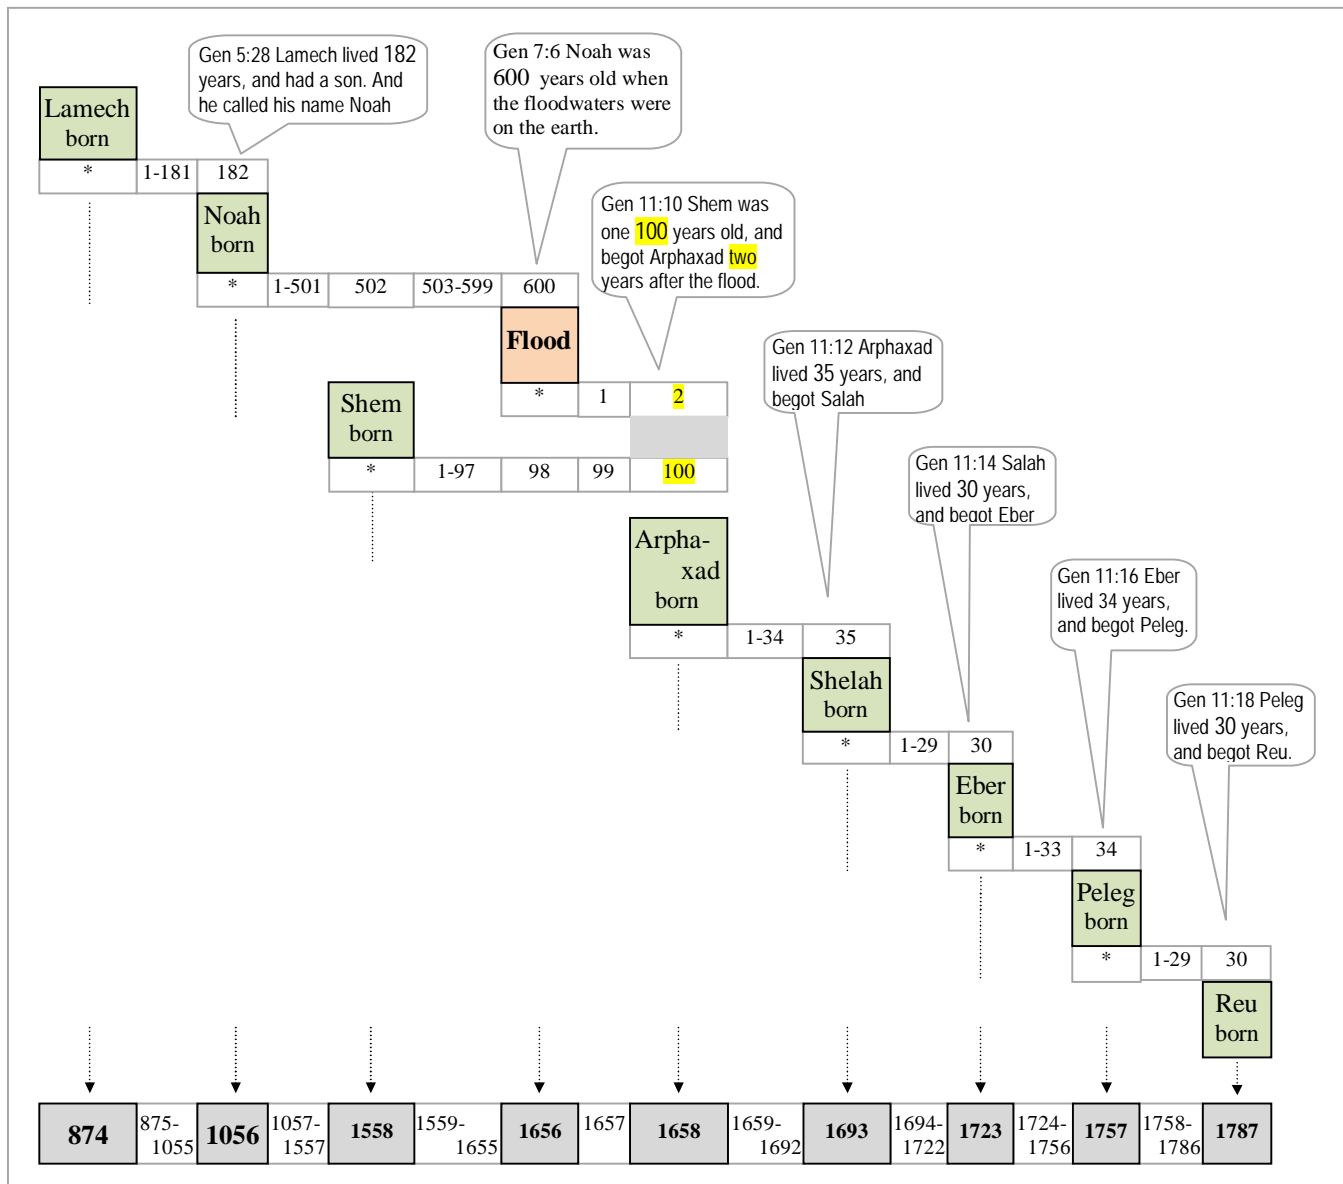 Gen 5:28 Lamech lived 182
years, and had a son. And
he called his name Noah
Gen 7:6 Noah was
600 years old when
the floodwaters were
on the earth.
Lamech
born
* 1-181 182
Noah
born
Gen 11:10 Shem was
one 100 years old, and
begot Arphaxad two
years after the flood.
* 1-501 502 503-599 600
Flood
Gen 11:12 Arphaxad
lived 35 years, and
begot Salah
* 1 2
Shem
born
* 1-97 98 99 100
Gen 11:14 Salah
lived 30 years,
and begot Eber
Arpha-
xad
born
Gen 11:16 Eber
lived 34 years,
and begot Peleg.
* 1-34 35
Shelah
born
Gen 11:18 Peleg
lived 30 years,
and begot Reu.
* 1-29 30
Eber
born
* 1-33 34
Peleg
born
* 1-29 30
Reu
born
874 875-
1055 1056 1057-
1557 1558 1559-
1655 1656 1657 1658 1659-
1692 1693 1694-
1722 1723 1724-
1756 1757 1758-
1786 1787